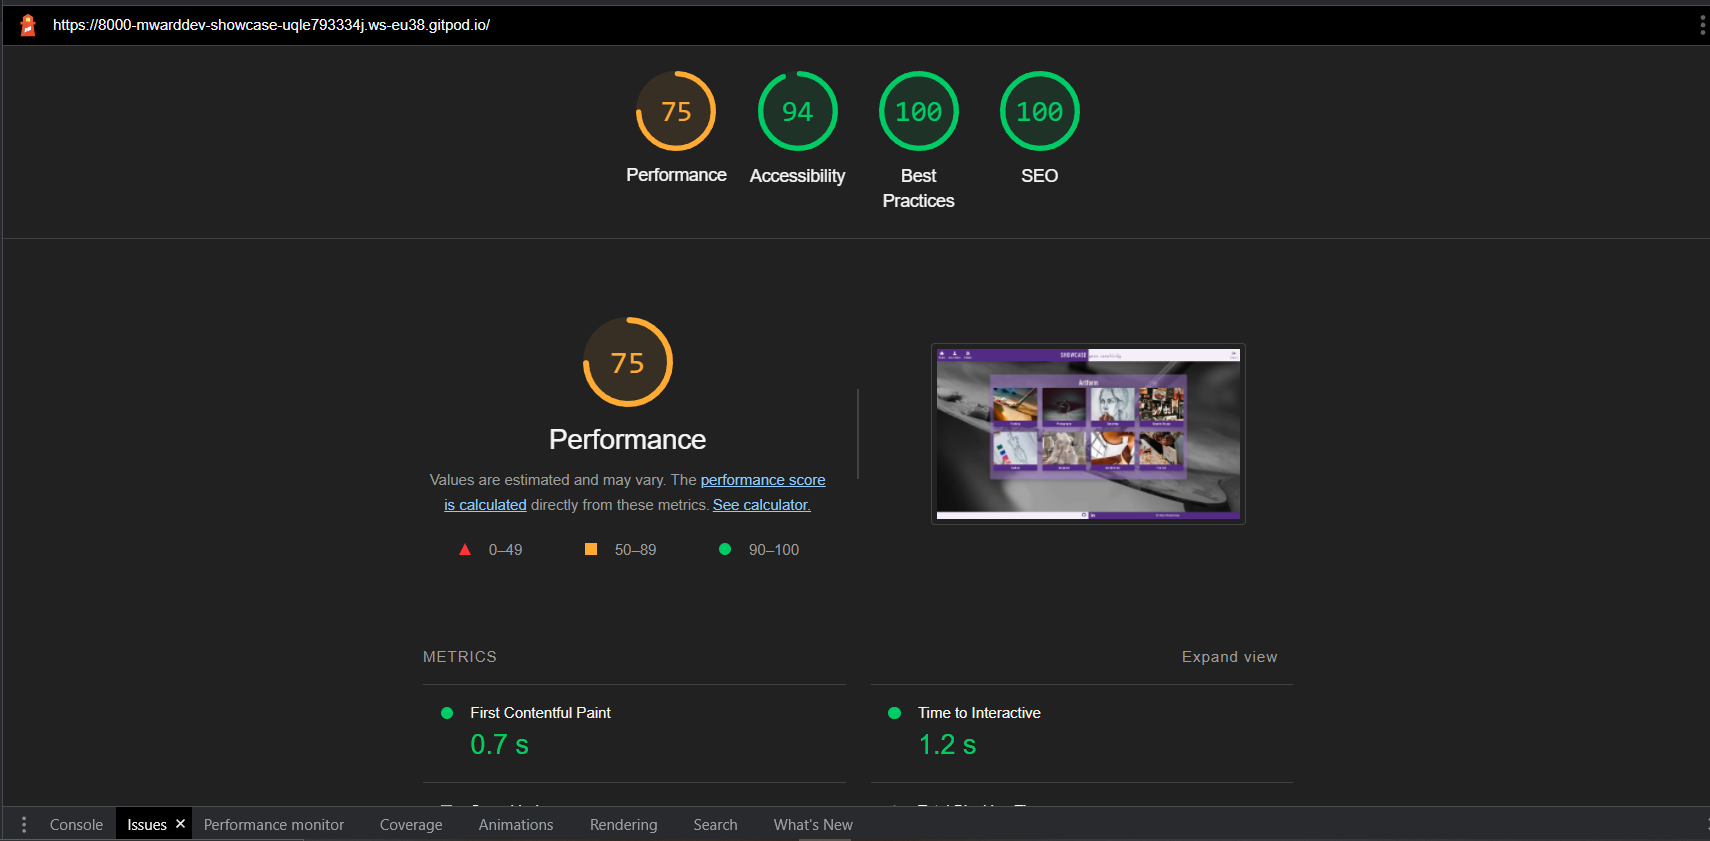 https://8000-mwarddev-showcase-uqle793334j.ws-eu38.gitpod.io/
75
94
100
100
Performance
Accessibility
Best
Practices
SEO
75
Performance
Values are estimated and may vary. The performance score
is calculated directly from these metrics. See calculator.
0–49
50–89
90–100
SHOWCASE
Artform
METRICS
Expand view
First Contentful Paint
0.7 s
Time to Interactive
1.2 s
Console
Issues
Performance monitor
Coverage
Animations
Rendering
Search
What's New